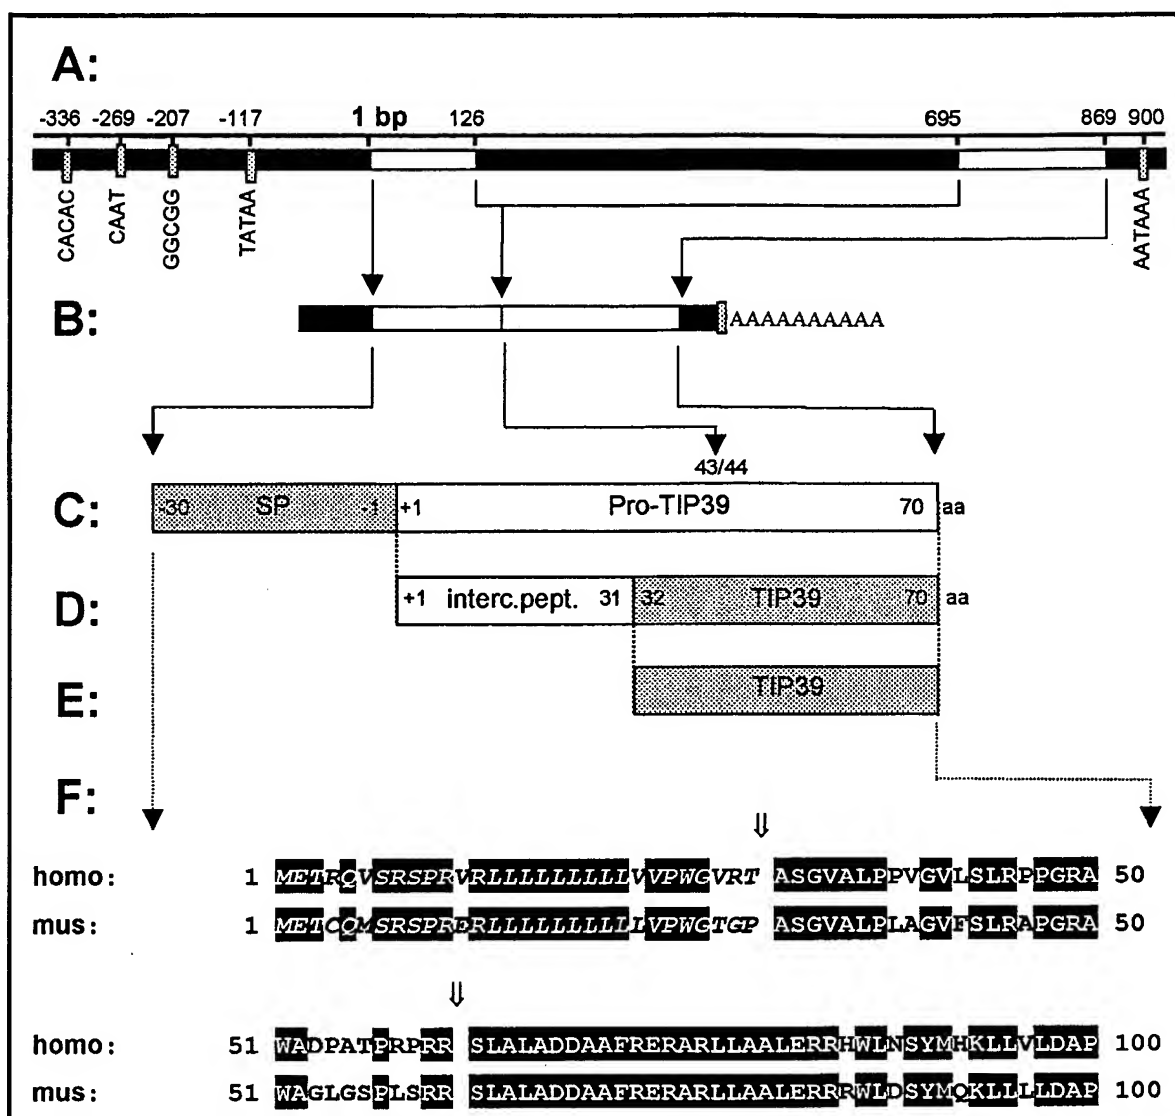 A:
-336 -269 -207 -117 1 bp 126 695 869 900
CACAC CAAT GGCGG TATAA AATAAA
B:
AAAAAAAAAA
43/44
C: -30 SP -1 +1 Pro-TIP39 70 aa
D: +1 interc.pept. 31 32 TIP39 70 aa
E: TIP39
F:
⇓
homo: 1 METRQVSRSPRVRLLLLLLLLLVVPWGVRT ASGVALPPVGVLSLRPPGRA 50
mus: 1 METCQMSRSPRERLLLLLLLLLLVPWGTGP ASGVALPLAGVFSLRAPGRA 50
⇓
homo: 51 WADPATPRPRR SLALADDAAFRERARLLAALERRHWLNSYMHKLLVLDAP 100
mus: 51 WAGLGSPLSRR SLALADDAAFRERARLLAALERRRWLDSYMQKLLLLDAP 100